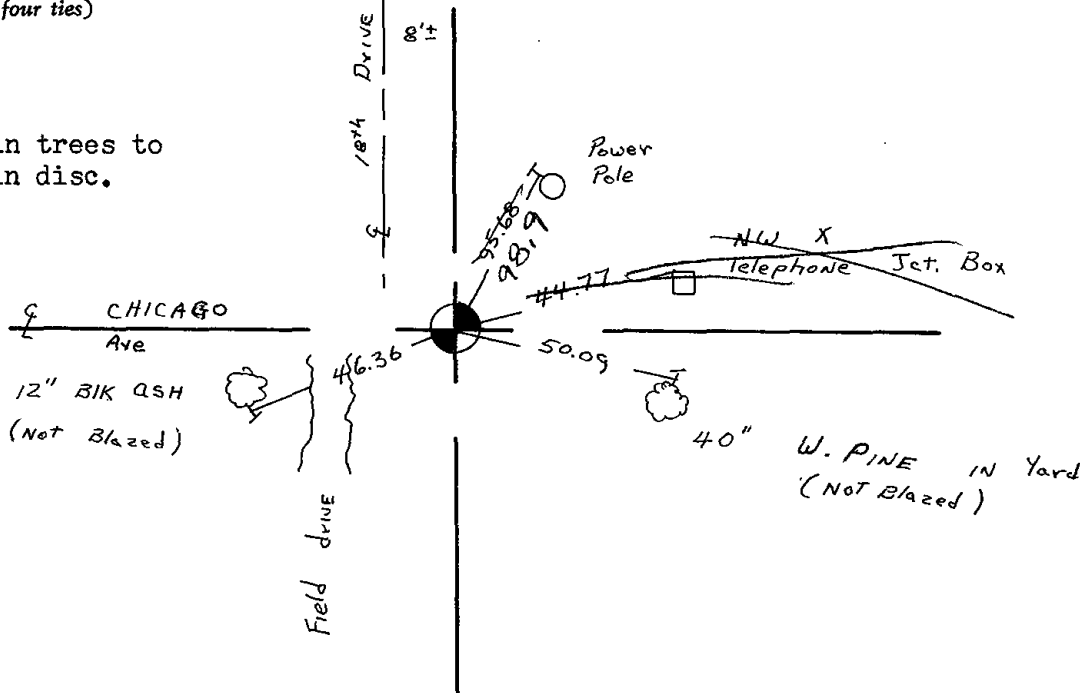 four ties)
8'±
18th Drive
℄
in trees to
in disc.
Power
Pole
95.68
98.9
NW X
Telephone Jct. Box
44.77
℄ CHICAGO
Ave
46.36
50.09
12" Blk ASH
(Not Blazed)
40" W. PINE IN Yard
(NOT Blazed)
Field drive